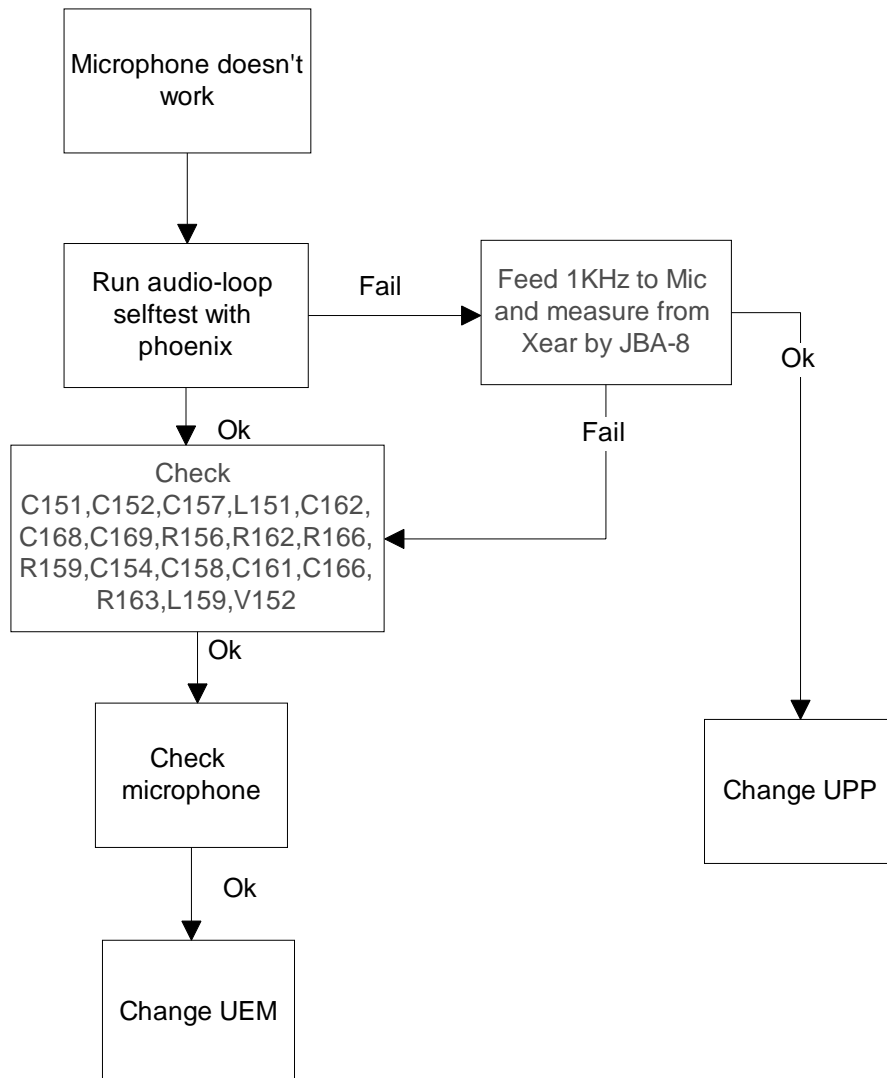 Microphone doesn't
work
Run audio-loop
selftest with
phoenix
Fail
Feed 1KHz to Mic
and measure from
Xear by JBA-8
Ok
Ok
Fail
Check
C151,C152,C157,L151,C162,
C168,C169,R156,R162,R166,
R159,C154,C158,C161,C166,
R163,L159,V152
Ok
Check
microphone
Change UPP
Ok
Change UEM